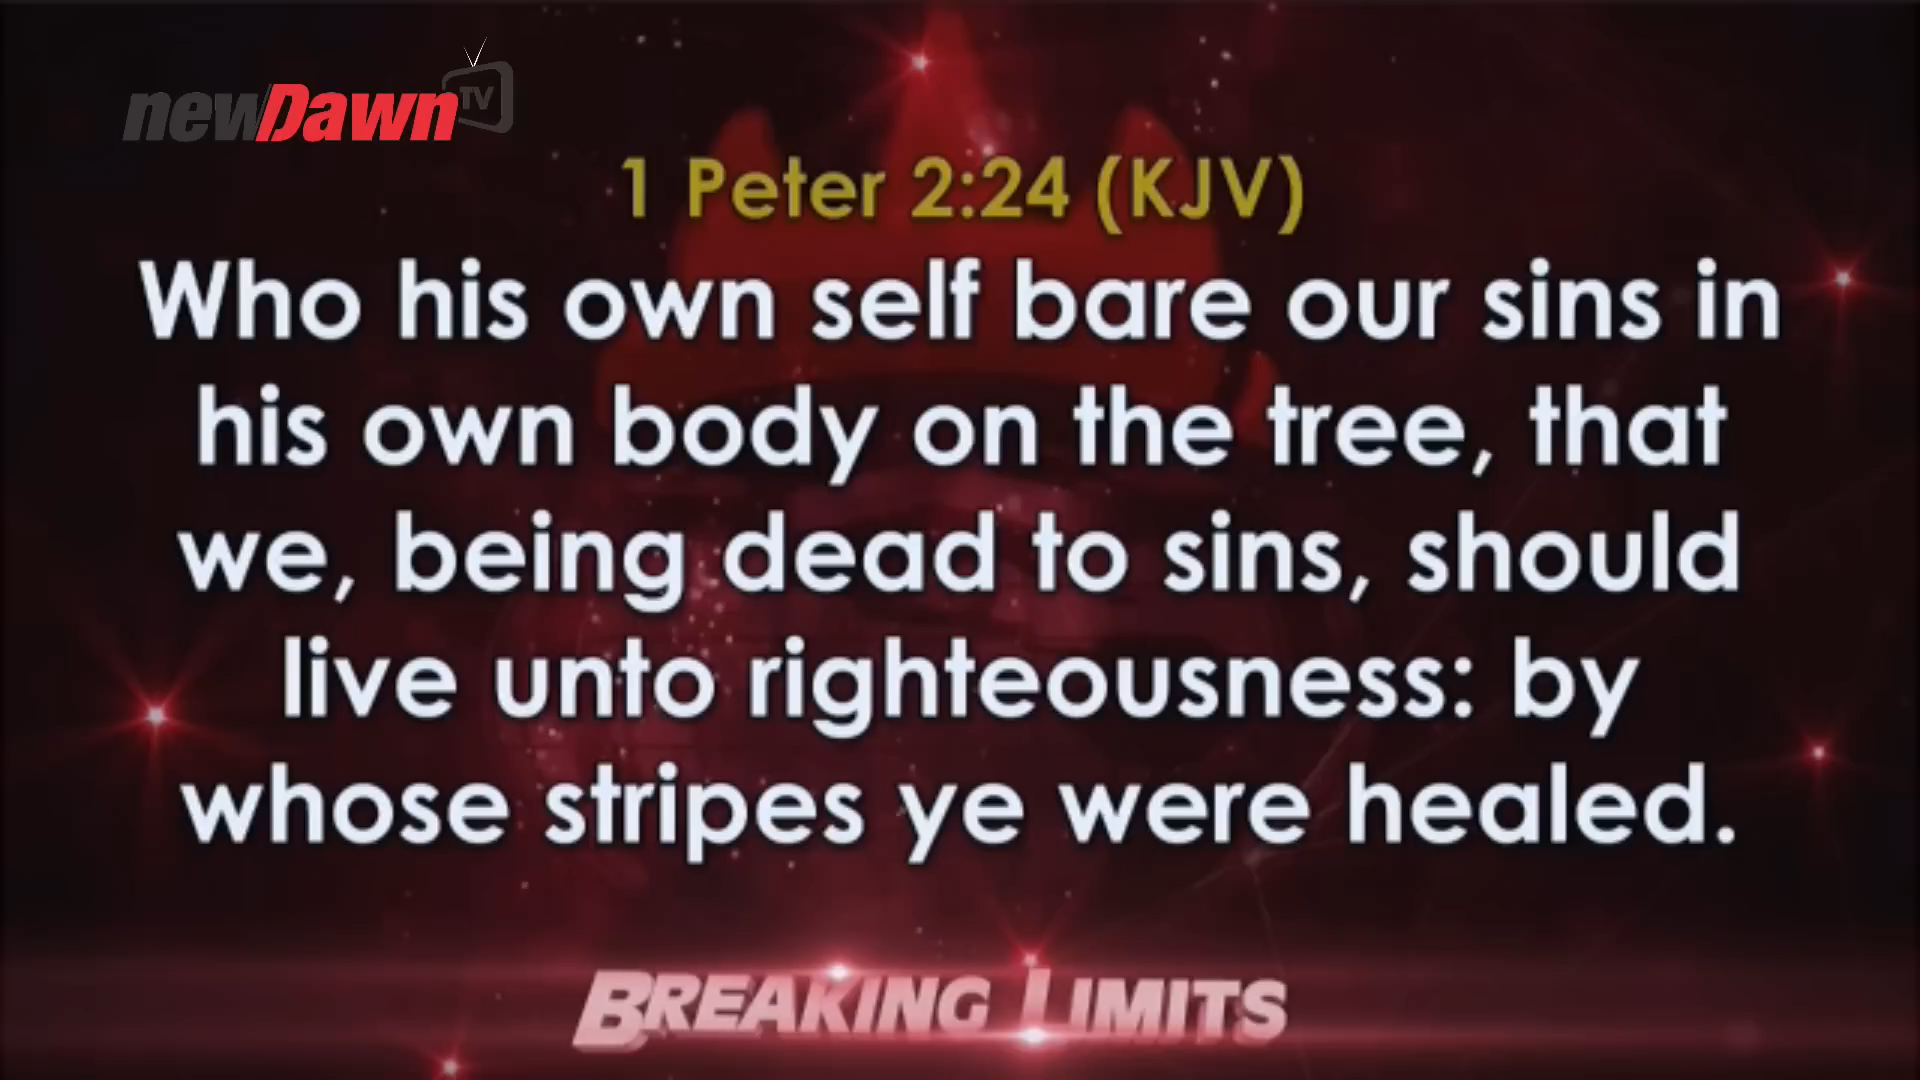 newDawn TV
1 Peter 2:24 (KJV)
Who his own self bare our sins in
his own body on the tree, that
we, being dead to sins, should
live unto righteousness: by
whose stripes ye were healed.
BREAKING LIMITS